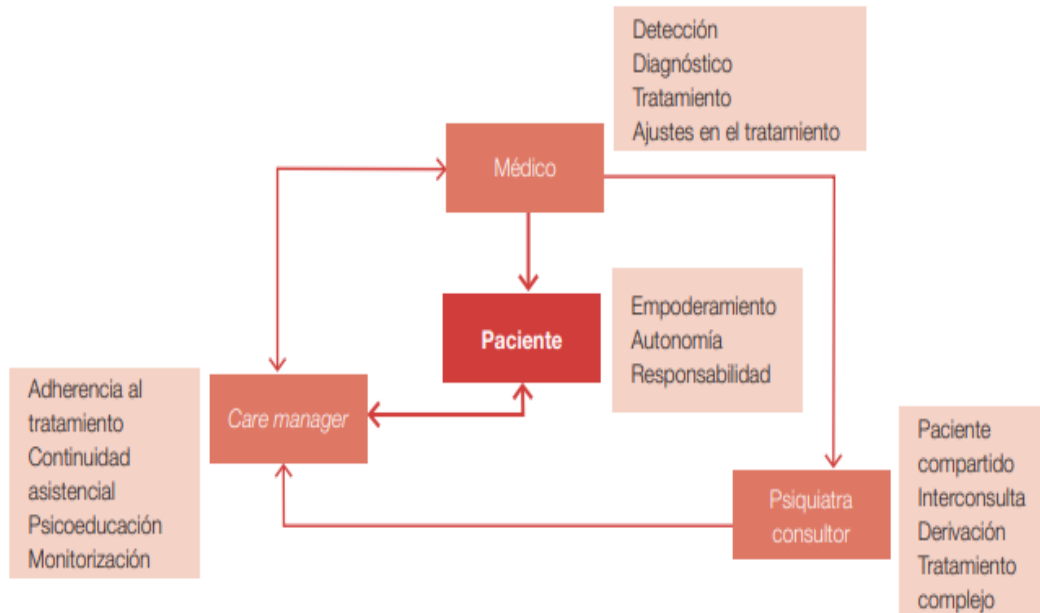 Detección
Diagnóstico
Tratamiento
Ajustes en el tratamiento
Médico
Paciente
Empoderamiento
Autonomía
Responsabilidad
Adherencia al
tratamiento
Continuidad
asistencial
Psicoeducación
Monitorización
Care manager
Psiquiatra
consultor
Paciente
compartido
Interconsulta
Derivación
Tratamiento
complejo